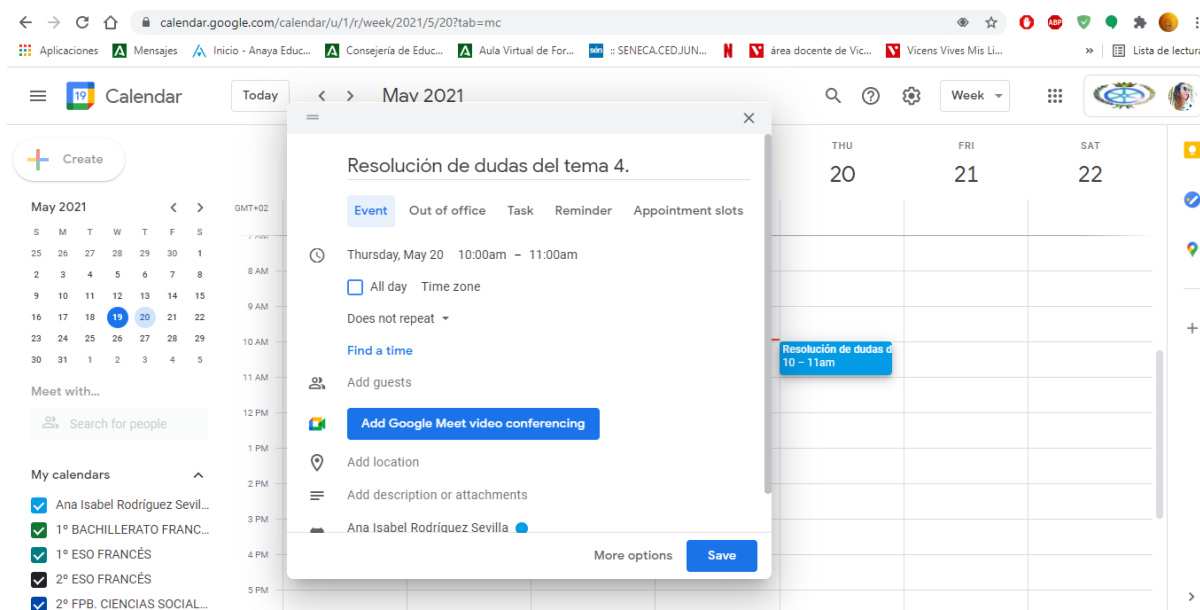 calendar.google.com/calendar/u/1/r/week/2021/5/20?tab=mc
Aplicaciones Mensajes Inicio - Anaya Educ... Consejería de Educ... Aula Virtual de For... sén :: SENECA.CED.JUN... área docente de Vic... Vicens Vives Mis Li... » Lista de lectura
19 Calendar Today May 2021 Week
Create
May 2021
S M T W T F S
25 26 27 28 29 30 1
2 3 4 5 6 7 8
9 10 11 12 13 14 15
16 17 18 19 20 21 22
23 24 25 26 27 28 29
30 31 1 2 3 4 5
Meet with...
Search for people
My calendars
Ana Isabel Rodríguez Sevil...
1º BACHILLERATO FRANC...
1º ESO FRANCÉS
2º ESO FRANCÉS
2º FPB. CIENCIAS SOCIAL...
GMT+02
7 AM
8 AM
9 AM
10 AM
11 AM
12 PM
1 PM
2 PM
3 PM
4 PM
5 PM
Resolución de dudas del tema 4.
Event Out of office Task Reminder Appointment slots
Thursday, May 20 10:00am – 11:00am
All day Time zone
Does not repeat
Find a time
Add guests
Add Google Meet video conferencing
Add location
Add description or attachments
Ana Isabel Rodríguez Sevilla
More options Save
THU FRI SAT
20 21 22
Resolución de dudas d
10 – 11am
ABP